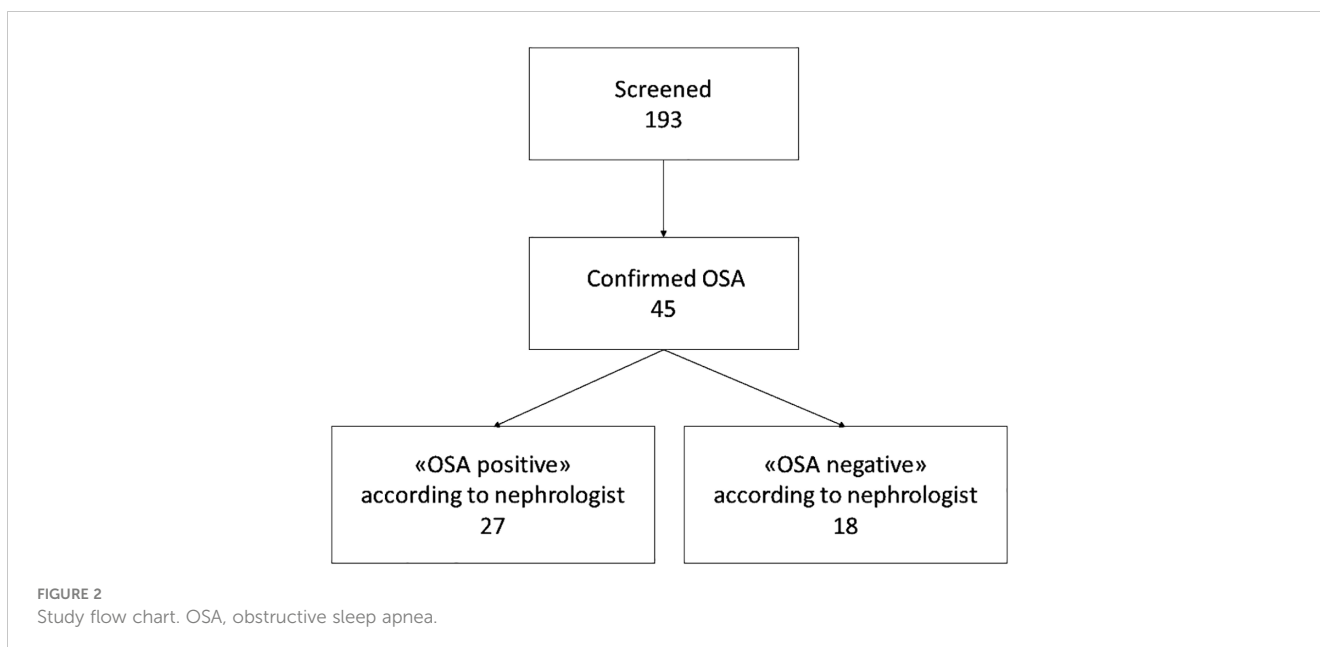 Screened
193
Confirmed OSA
45
«OSA positive»
according to nephrologist
27
«OSA negative»
according to nephrologist
18
FIGURE 2
Study flow chart. OSA, obstructive sleep apnea.